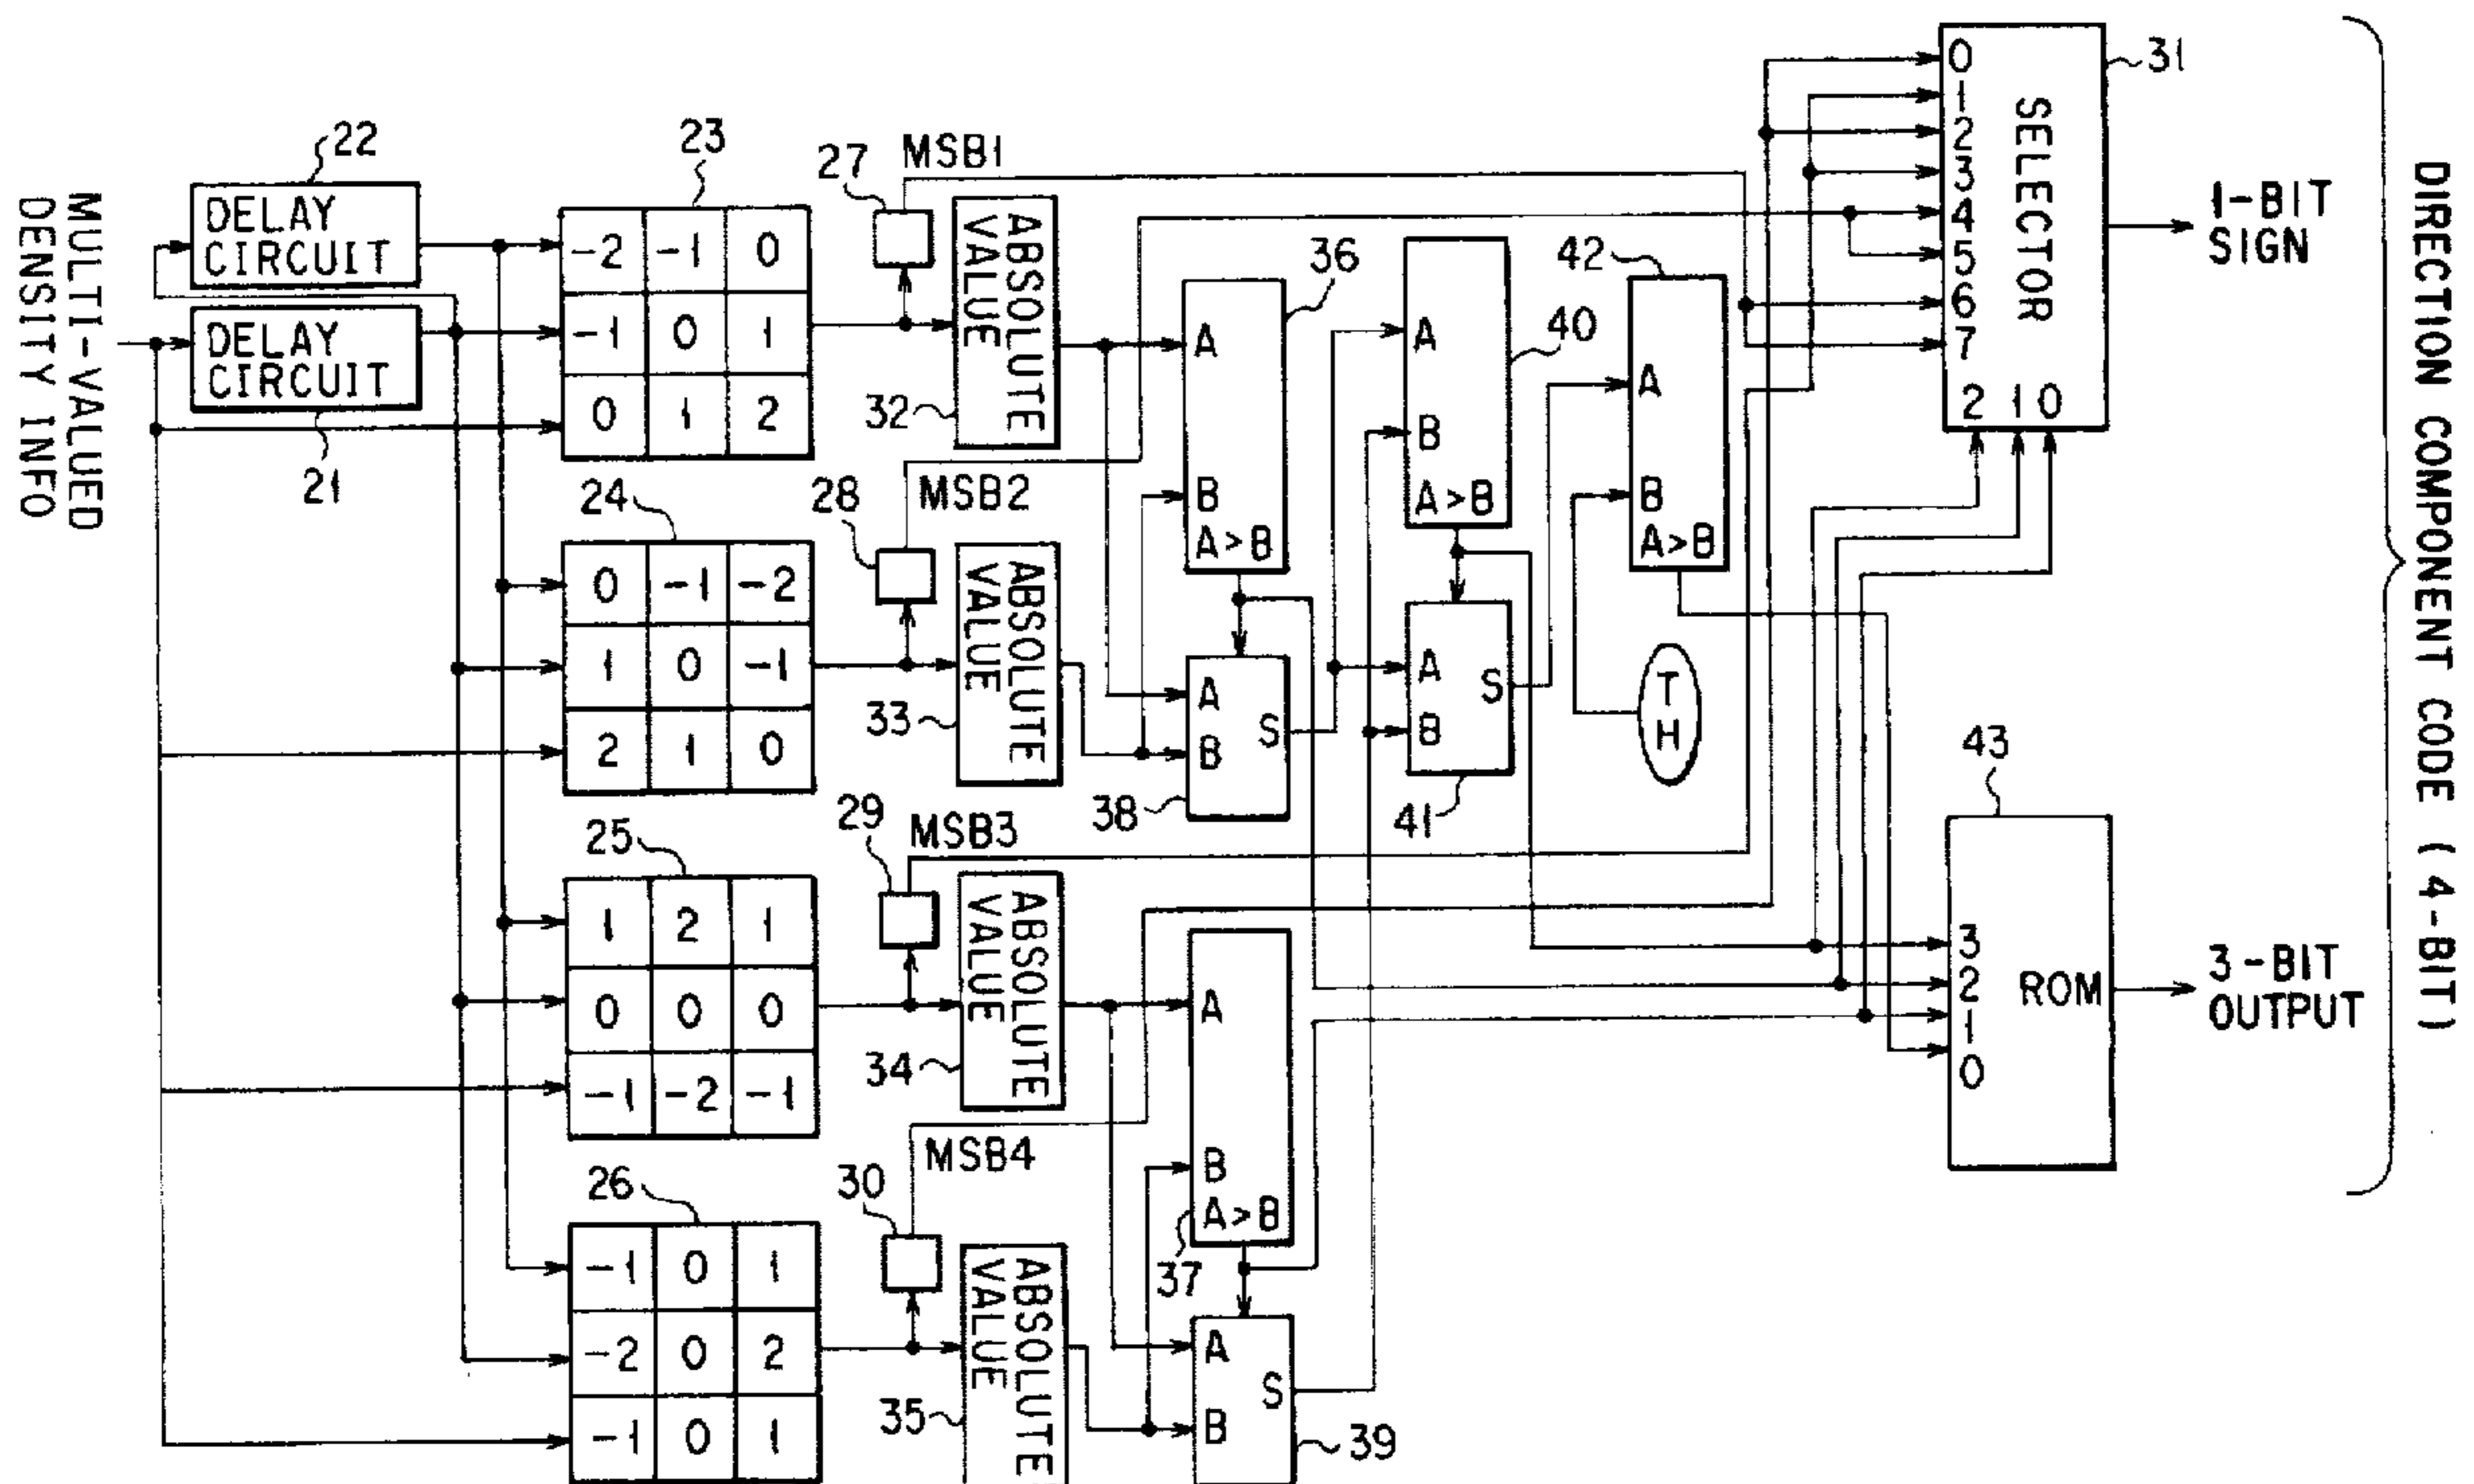 MULTI-VALUED
DENSITY INFO
22
DELAY
CIRCUIT
DELAY
CIRCUIT
21
23
-2 -1 0
-1 0 1
0 1 2
24
0 -1 -2
1 0 -1
2 1 0
25
1 2 1
0 0 0
-1 -2 -1
26
-1 0 1
-2 0 2
-1 0 1
27
MSB1
28
MSB2
29
MSB3
30
MSB4
ABSOLUTE
VALUE
32
ABSOLUTE
VALUE
33
ABSOLUTE
VALUE
34
ABSOLUTE
VALUE
35
36
A
B
A>B
A
B
S
38
A
B
A>B
37
A
B
S
39
40
A
B
A>B
A
B
S
41
42
A
B
A>B
TH
31
0
1
2
3
4
5
6
7
SELECTOR
2 1 0
1-BIT
SIGN
43
3
2
1
0
ROM
3-BIT
OUTPUT
DIRECTION COMPONENT CODE (4-BIT)